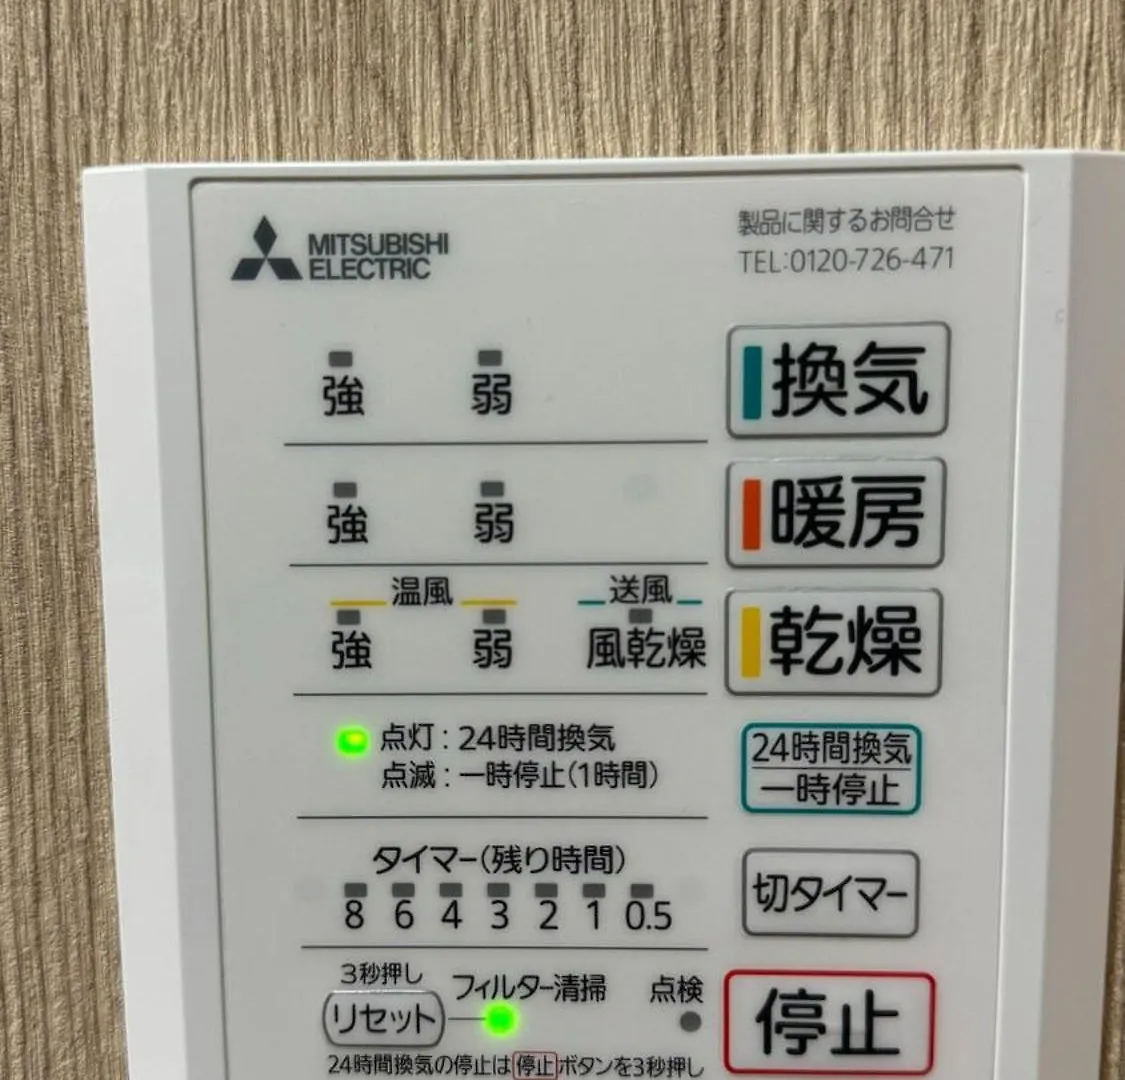 MITSUBISHI
ELECTRIC
製品に関するお問合せ
TEL:0120-726-471
強 弱 換気
強 弱 暖房
温風 送風
強 弱 風乾燥 乾燥
点灯:24時間換気
点滅:一時停止(1時間)
24時間換気
一時停止
タイマー(残り時間)
8 6 4 3 2 1 0.5
切タイマー
3秒押し
リセット フィルター清掃 点検
停止
24時間換気の停止は停止ボタンを3秒押し